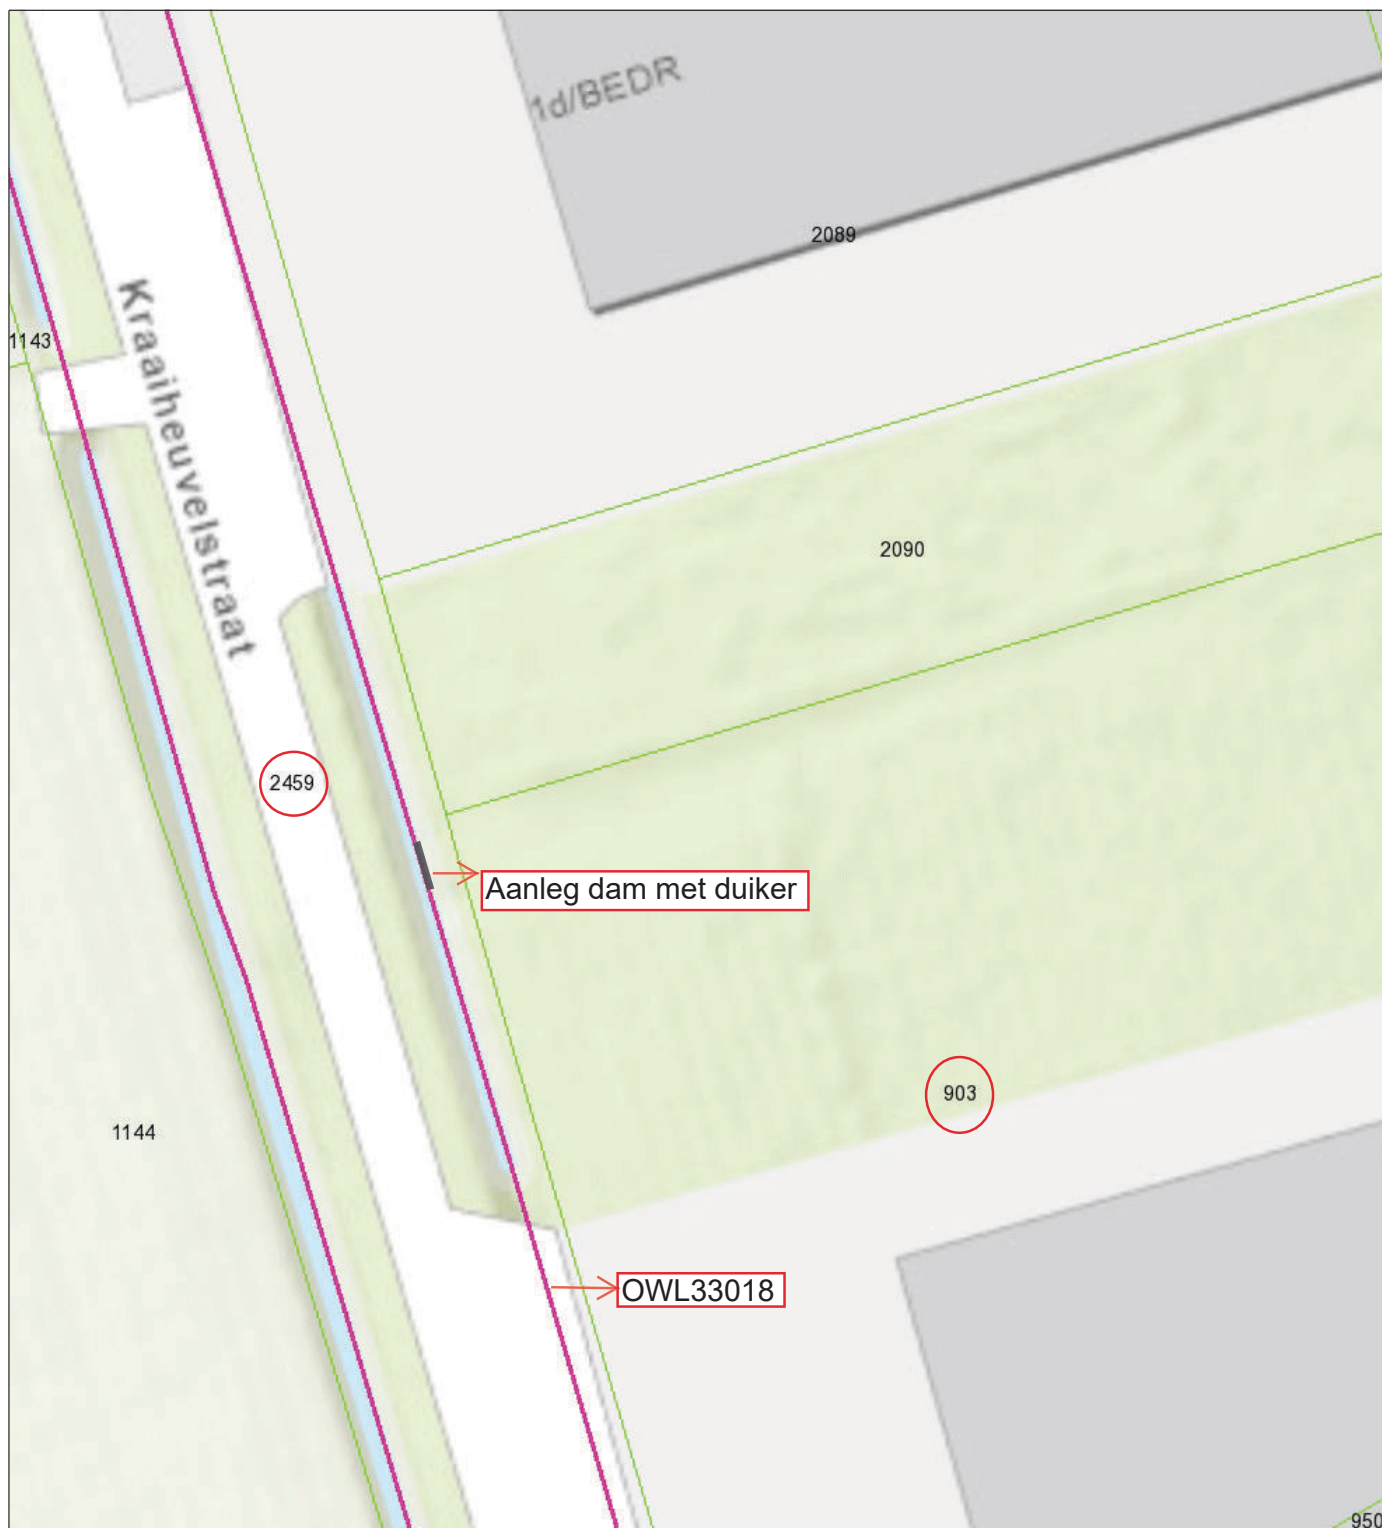 1d/BEDR
2089
Kraaiheuvelstraat
1143
2090
2459
Aanleg dam met duiker
903
1144
OWL33018
950